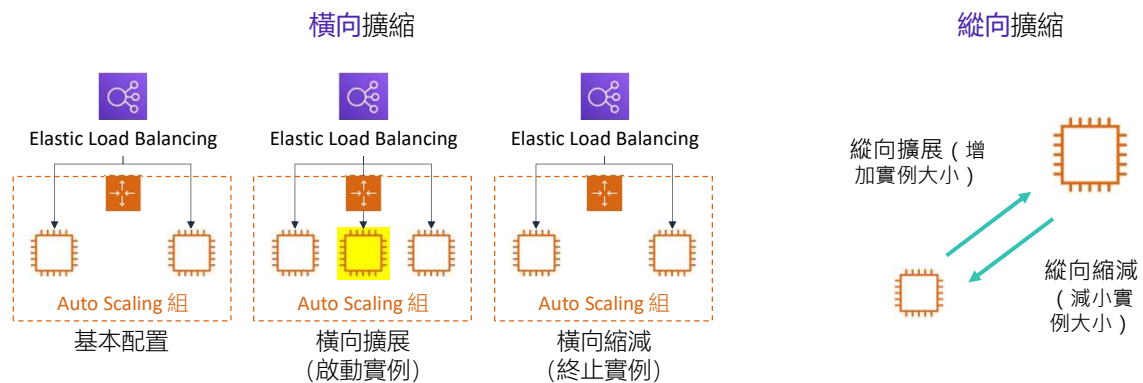 橫向擴縮
Elastic Load Balancing
Auto Scaling 組
基本配置
Elastic Load Balancing
Auto Scaling 組
橫向擴展
(啟動實例)
Elastic Load Balancing
Auto Scaling 組
橫向縮減
(終止實例)
縱向擴縮
縱向擴展（增
加實例大小）
縱向縮減
（減小實
例大小）